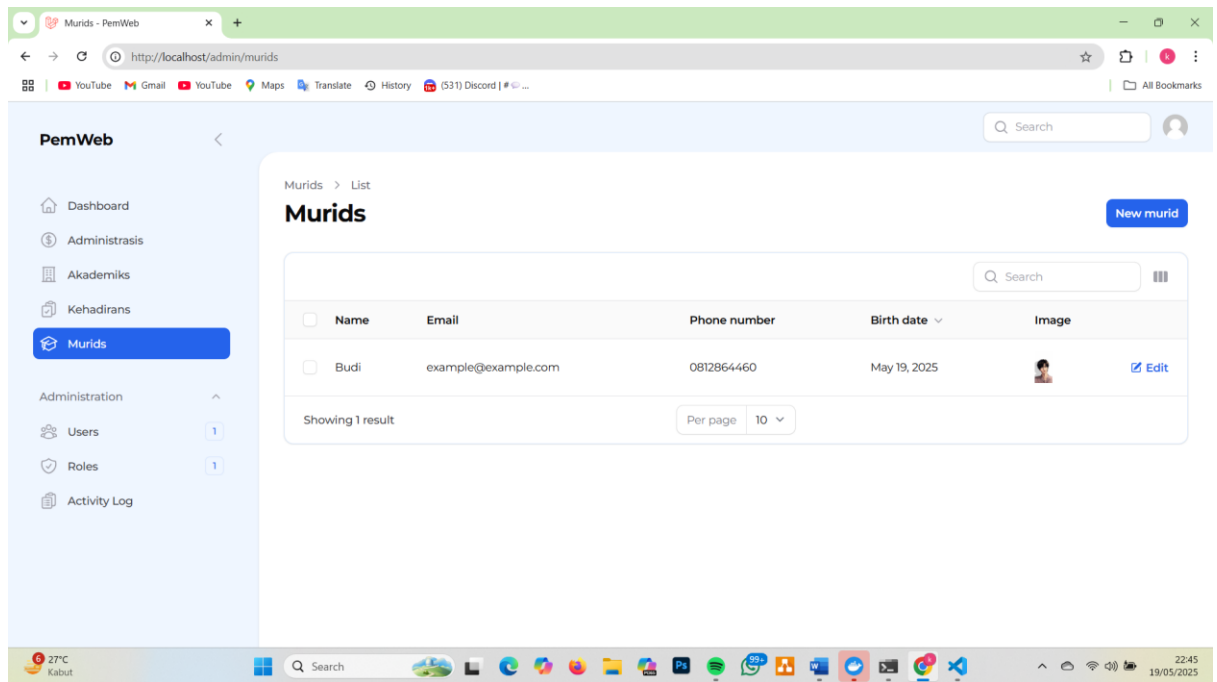 Murids - PemWeb
http://localhost/admin/murids
YouTube Gmail YouTube Maps Translate History (531) Discord | # ... All Bookmarks
PemWeb
Search
Dashboard
Administrasis
Akademiks
Kehadirans
Murids
Administration
Users 1
Roles 1
Activity Log
Murids > List
Murids
New murid
Search
Name Email Phone number Birth date Image
Budi example@example.com 0812864460 May 19, 2025 Edit
Showing 1 result Per page 10
6 27°C
Kabut
Search
99+
22:45
19/05/2025